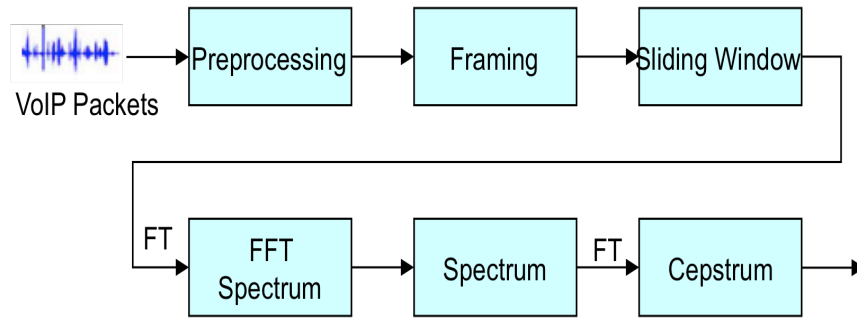 Preprocessing
Framing
Sliding Window
VoIP Packets
FT
FFT
Spectrum
Spectrum
FT
Cepstrum